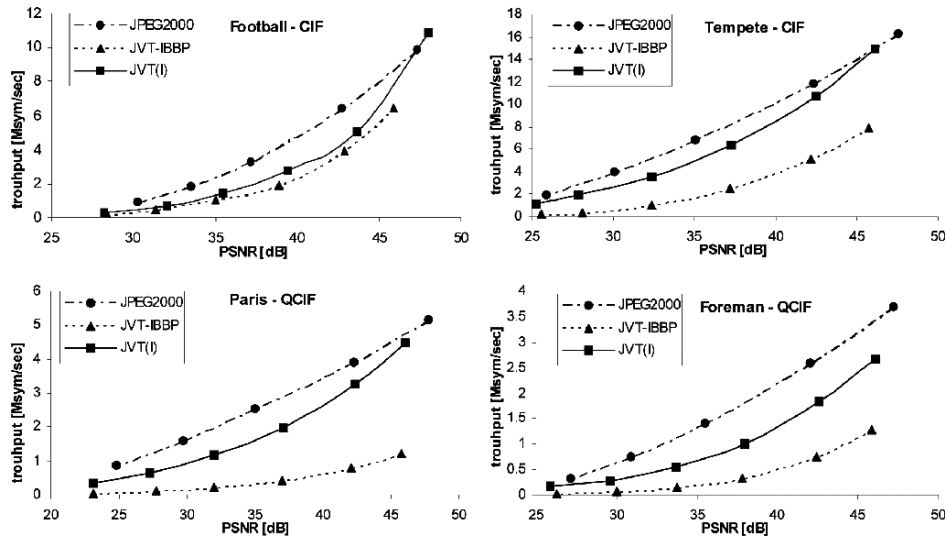 Football - CIF
JPEG2000
JVT-IBBP
JVT(I)
trouhput [Msym/sec]
12
10
8
6
4
2
0
25 30 35 40 45 50
PSNR [dB]
Tempete - CIF
JPEG2000
JVT-IBBP
JVT(I)
trouhput [Msym/sec]
18
16
14
12
10
8
6
4
2
0
25 30 35 40 45 50
PSNR [dB]
Paris - QCIF
JPEG2000
JVT-IBBP
JVT(I)
trouhput [Msym/sec]
6
5
4
3
2
1
0
20 25 30 35 40 45 50
PSNR [dB]
Foreman - QCIF
JPEG2000
JVT-IBBP
JVT(I)
trouhput [Msym/sec]
4
3.5
3
2.5
2
1.5
1
0.5
0
25 30 35 40 45 50
PSNR [dB]